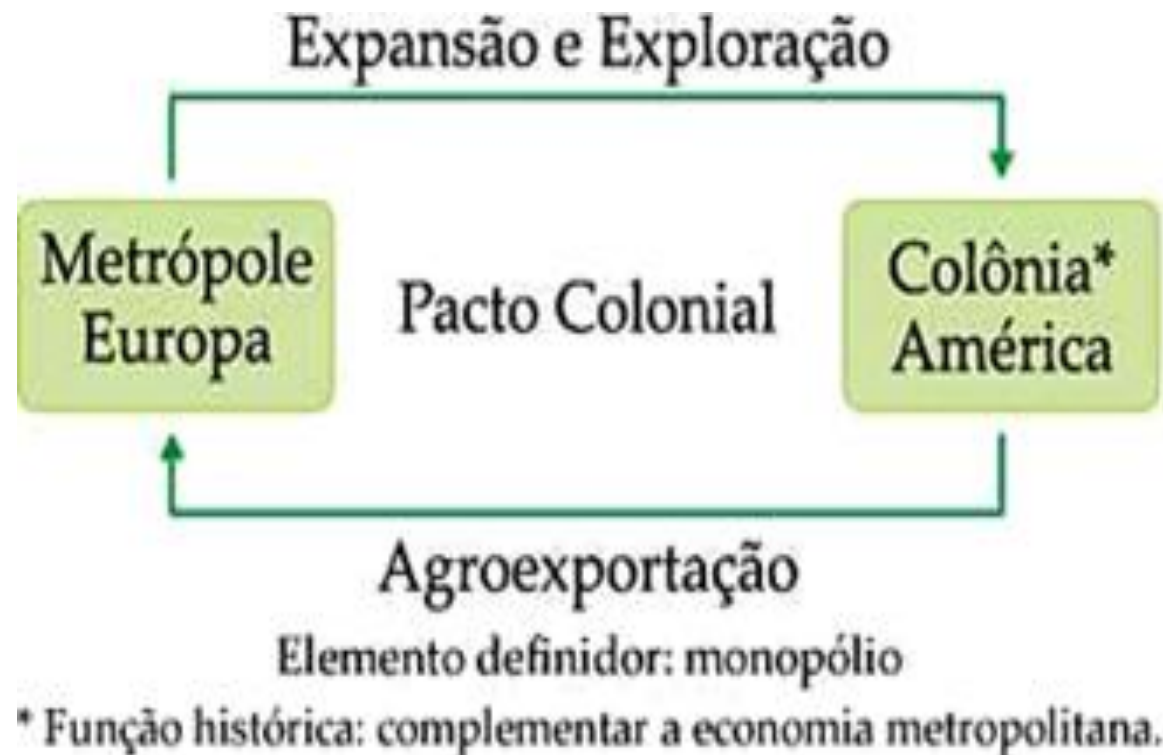 Expansão e Exploração
Metrópole
Europa
Pacto Colonial
Colônia*
América
Agroexportação
Elemento definidor: monopólio
* Função histórica: complementar a economia metropolitana.